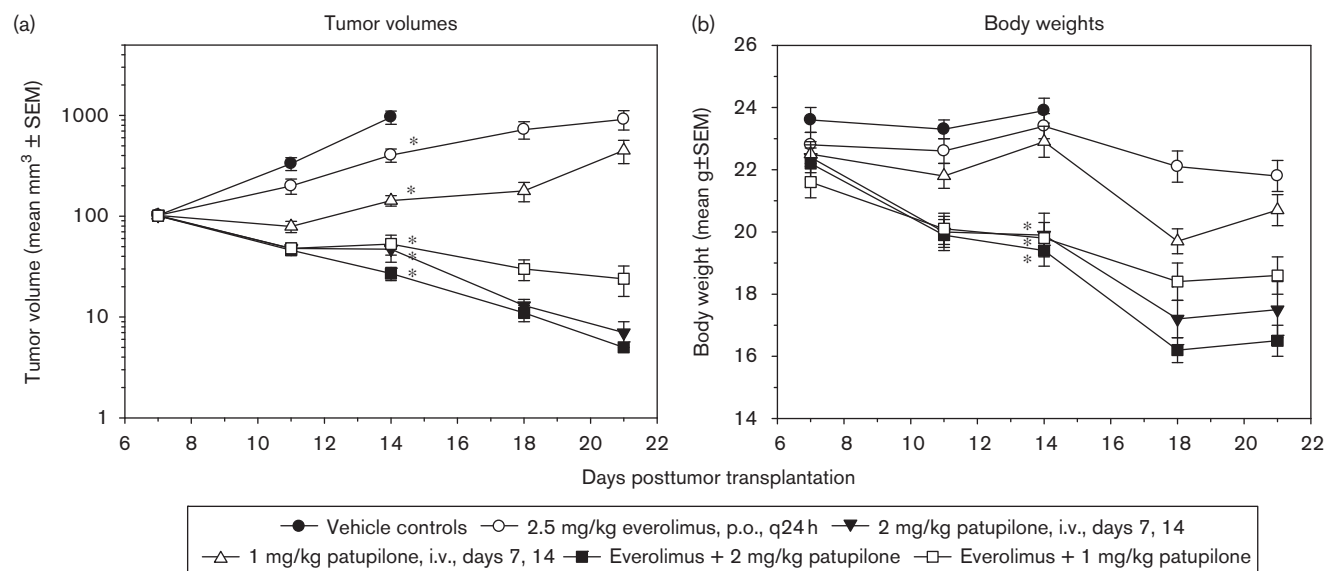 (a)
Tumor volumes
Tumor volume (mean mm³ ± SEM)
1000
100
10
1
6 8 10 12 14 16 18 20 22
* * * * *
(b)
Body weights
Body weight (mean g±SEM)
26
24
22
20
18
16
14
6 8 10 12 14 16 18 20 22
* * *
Days posttumor transplantation
Vehicle controls 2.5 mg/kg everolimus, p.o., q24 h 2 mg/kg patupilone, i.v., days 7, 14
1 mg/kg patupilone, i.v., days 7, 14 Everolimus + 2 mg/kg patupilone Everolimus + 1 mg/kg patupilone